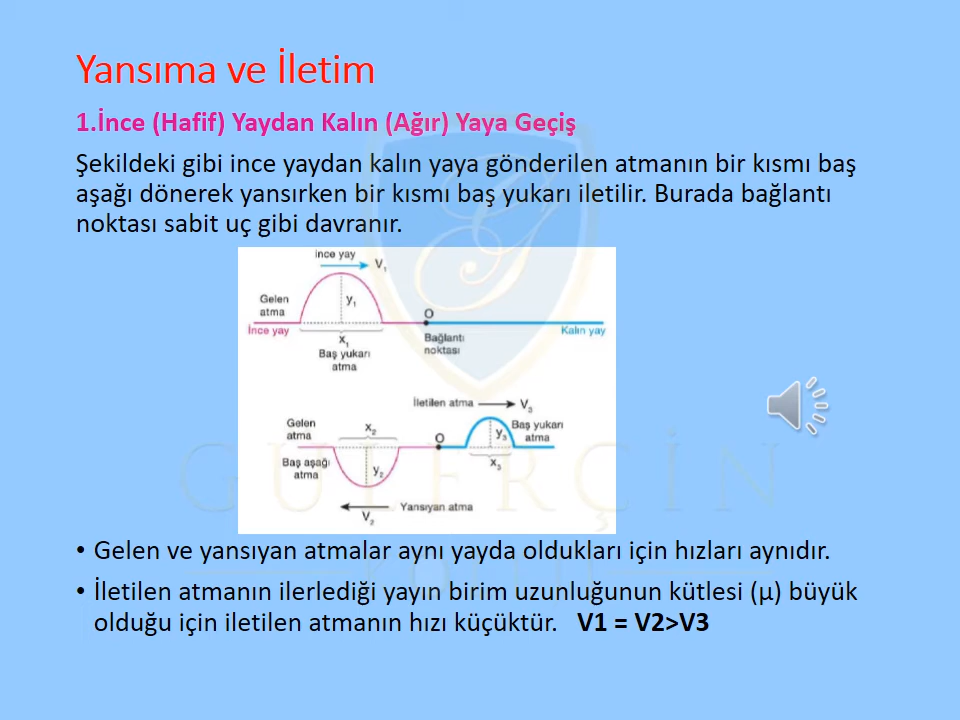 Yansıma ve İletim
1.İnce (Hafif) Yaydan Kalın (Ağır) Yaya Geçiş
Şekildeki gibi ince yaydan kalın yaya gönderilen atmanın bir kısmı baş
aşağı dönerek yansırken bir kısmı baş yukarı iletilir. Burada bağlantı
noktası sabit uç gibi davranır.
ince yay
V₁
Gelen
atma
y₁
O
İnce yay
Kalın yay
x₁
Bağlantı
noktası
Baş yukarı
atma
İletilen atma
V₃
Gelen
atma
x₂
O
y₃
Baş yukarı
atma
Baş aşağı
atma
y₂
x₃
Yansıyan atma
V₂
GÜLERÇİN
• Gelen ve yansıyan atmalar aynı yayda oldukları için hızları aynıdır.
• İletilen atmanın ilerlediği yayın birim uzunluğunun kütlesi (μ) büyük
olduğu için iletilen atmanın hızı küçüktür. V1 = V2>V3